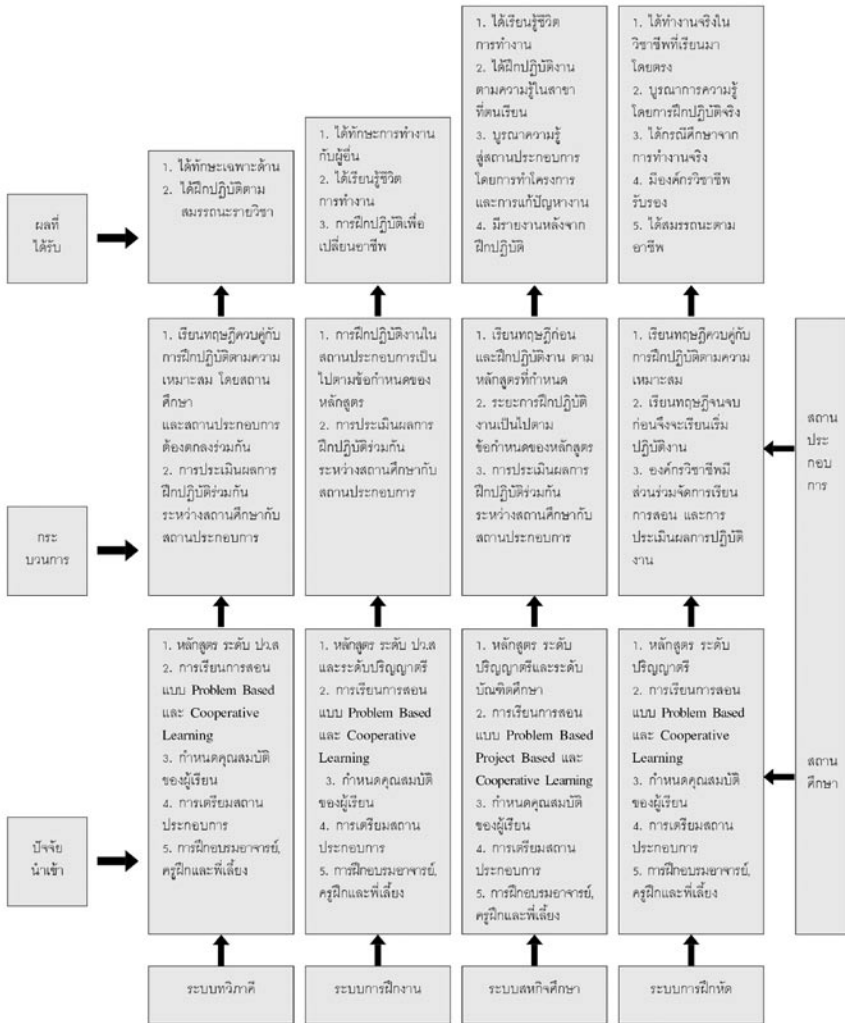 ผลที่
ได้รับ
1. ได้ทักษะเฉพาะด้าน
2. ได้ฝึกปฏิบัติตาม
สมรรถนะรายวิชา
1. ได้ทักษะการทำงาน
กับผู้อื่น
2. ได้เรียนรู้ชีวิต
การทำงาน
3. การฝึกปฏิบัติเพื่อ
เปลี่ยนอาชีพ
1. ได้เรียนรู้ชีวิต
การทำงาน
2. ได้ฝึกปฏิบัติงาน
ตามความรู้ในสาขา
ที่ตนเรียน
3. บูรณาความรู้
สู่สถานประกอบการ
โดยการทำโครงการ
และการแก้ปัญหางาน
4. มีรายงานหลังจาก
ฝึกปฏิบัติ
1. ได้ทำงานจริงใน
วิชาชีพที่เรียนมา
โดยตรง
2. บูรณาการความรู้
โดยการฝึกปฏิบัติจริง
3. ได้กรณีศึกษาจาก
การทำงานจริง
4. มีองค์กรวิชาชีพ
รับรอง
5. ได้สมรรถนะตาม
อาชีพ
กระ
บวนการ
1. เรียนทฤษฎีควบคู่กับ
การฝึกปฏิบัติตามความ
เหมาะสม โดยสถาน
ศึกษา
และสถานประกอบการ
ต้องตกลงร่วมกัน
2. การประเมินผลการ
ฝึกปฏิบัติร่วมกัน
ระหว่างสถานศึกษากับ
สถานประกอบการ
1. การฝึกปฏิบัติงานใน
สถานประกอบการเป็น
ไปตามข้อกำหนดของ
หลักสูตร
2. การประเมินผลการ
ฝึกปฏิบัติร่วมกัน
ระหว่างสถานศึกษากับ
สถานประกอบการ
1. เรียนทฤษฎีก่อน
และฝึกปฏิบัติงาน ตาม
หลักสูตรที่กำหนด
2. ระยะการฝึกปฏิบัติ
งานเป็นไปตาม
ข้อกำหนดของหลักสูตร
3. การประเมินผลการ
ฝึกปฏิบัติร่วมกัน
ระหว่างสถานศึกษากับ
สถานประกอบการ
1. เรียนทฤษฎีควบคู่กับ
การฝึกปฏิบัติตามความ
เหมาะสม
2. เรียนทฤษฎีจนจบ
ก่อนจึงจะเรียนเริ่ม
ปฏิบัติงาน
3. องค์กรวิชาชีพมี
ส่วนร่วมจัดการเรียน
การสอน และการ
ประเมินผลการปฏิบัติ
งาน
สถาน
ประ
กอบ
การ
ปัจจัย
นำเข้า
1. หลักสูตร ระดับ ปว.ส
2. การเรียนการสอน
แบบ Problem Based
และ Cooperative
Learning
3. กำหนดคุณสมบัติ
ของผู้เรียน
4. การเตรียมสถาน
ประกอบการ
5. การฝึกอบรมอาจารย์,
ครูฝึกและพี่เลี้ยง
1. หลักสูตร ระดับ ปว.ส
และระดับปริญญาตรี
2. การเรียนการสอน
แบบ Problem Based
และ Cooperative
Learning
3. กำหนดคุณสมบัติ
ของผู้เรียน
4. การเตรียมสถาน
ประกอบการ
5. การฝึกอบรมอาจารย์,
ครูฝึกและพี่เลี้ยง
1. หลักสูตร ระดับ
ปริญญาตรีและระดับ
บัณฑิตศึกษา
2. การเรียนการสอน
แบบ Problem Based
Project Based และ
Cooperative Learning
3. กำหนดคุณสมบัติ
ของผู้เรียน
4. การเตรียมสถาน
ประกอบการ
5. การฝึกอบรมอาจารย์,
ครูฝึกและพี่เลี้ยง
1. หลักสูตร ระดับ
ปริญญาตรี
2. การเรียนการสอน
แบบ Problem Based
และ Cooperative
Learning
3. กำหนดคุณสมบัติ
ของผู้เรียน
4. การเตรียมสถาน
ประกอบการ
5. การฝึกอบรมอาจารย์,
ครูฝึกและพี่เลี้ยง
สถาน
ศึกษา
ระบบทวิภาคี
ระบบการฝึกงาน
ระบบสหกิจศึกษา
ระบบการฝึกหัด